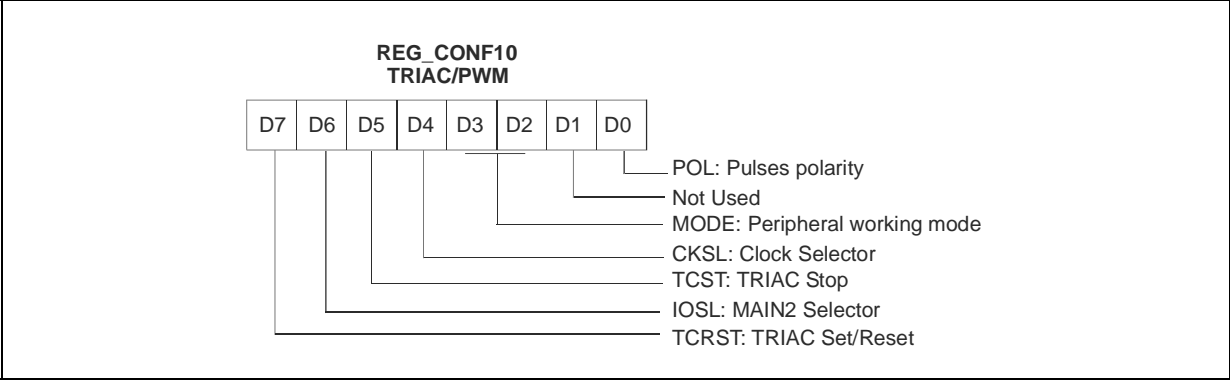 REG_CONF10
TRIAC/PWM
D7 D6 D5 D4 D3 D2 D1 D0
POL: Pulses polarity
Not Used
MODE: Peripheral working mode
CKSL: Clock Selector
TCST: TRIAC Stop
IOSL: MAIN2 Selector
TCRST: TRIAC Set/Reset